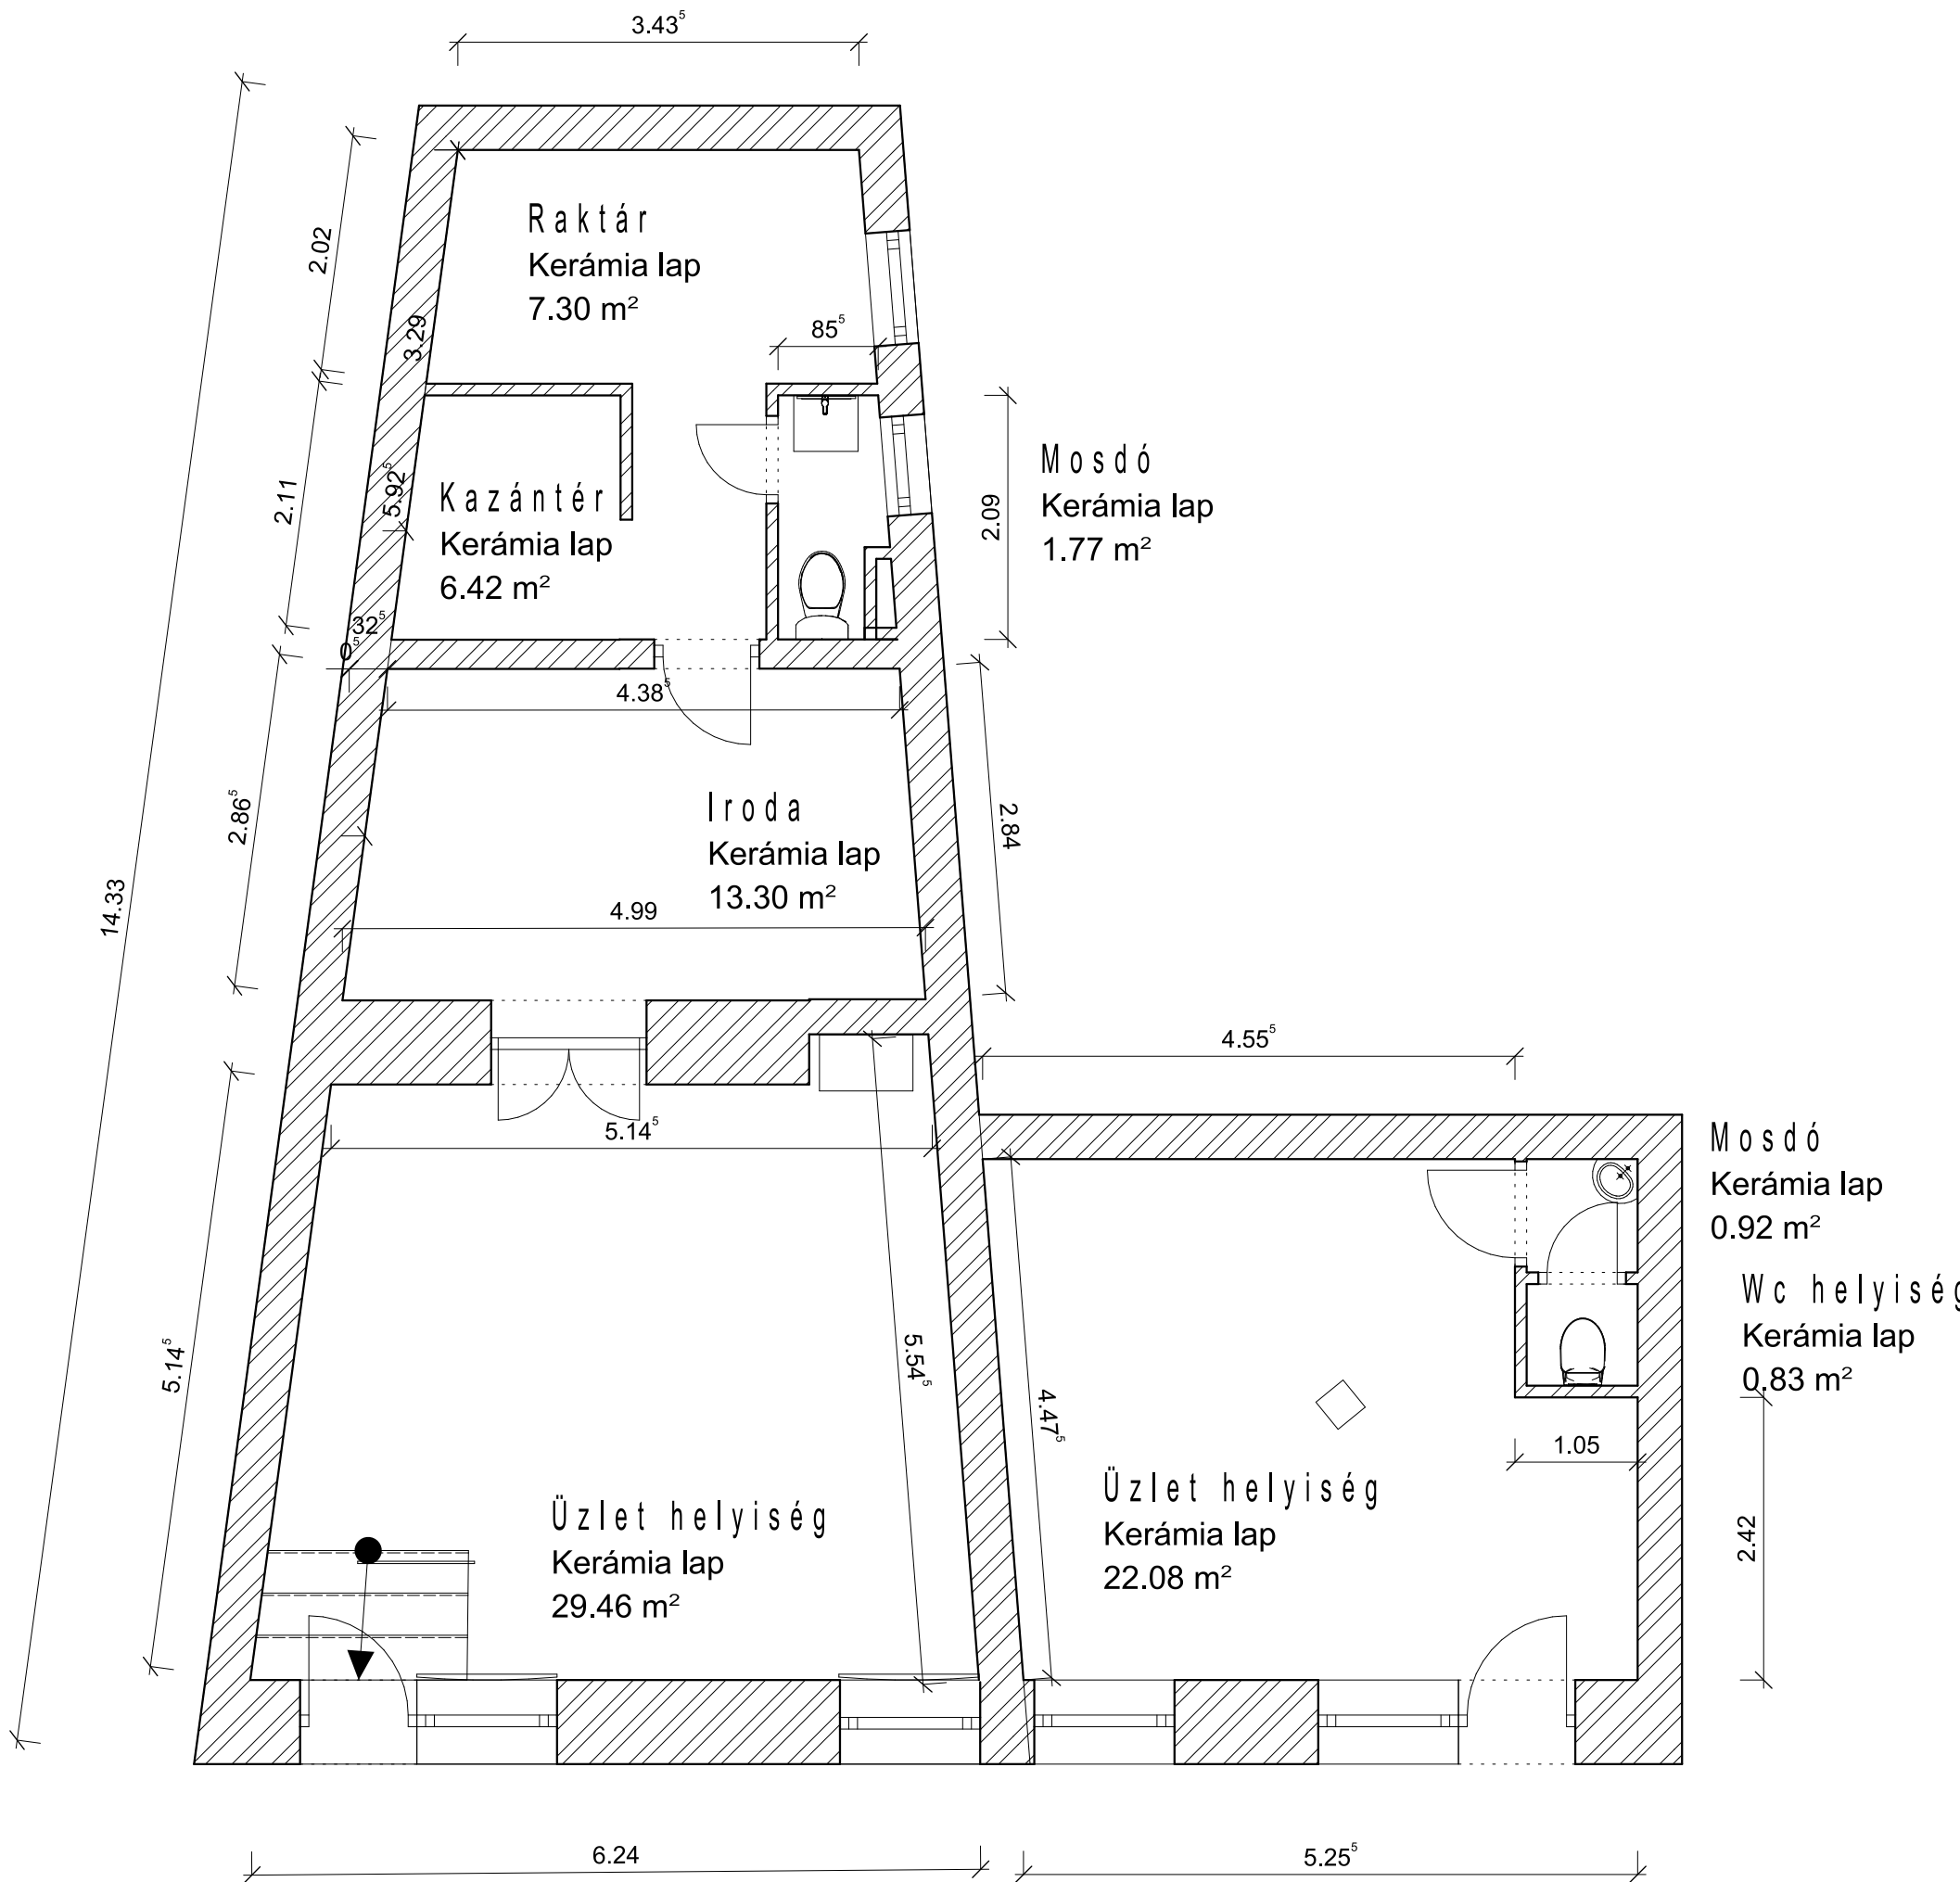 3.43⁵
2.02
Raktár
Kerámia lap
7.30 m²
3.29
85⁵
2.11
5.92⁵
Kazántér
Kerámia lap
6.42 m²
2.09
Mosdó
Kerámia lap
1.77 m²
32⁵
0⁵
4.38⁵
2.86⁵
Iroda
Kerámia lap
13.30 m²
2.84
14.33
4.99
4.55⁵
5.14⁵
Mosdó
Kerámia lap
0.92 m²
Wc helyiség
Kerámia lap
0.83 m²
5.14⁵
5.54⁵
4.47⁵
1.05
2.42
Üzlet helyiség
Kerámia lap
29.46 m²
Üzlet helyiség
Kerámia lap
22.08 m²
6.24
5.25⁵